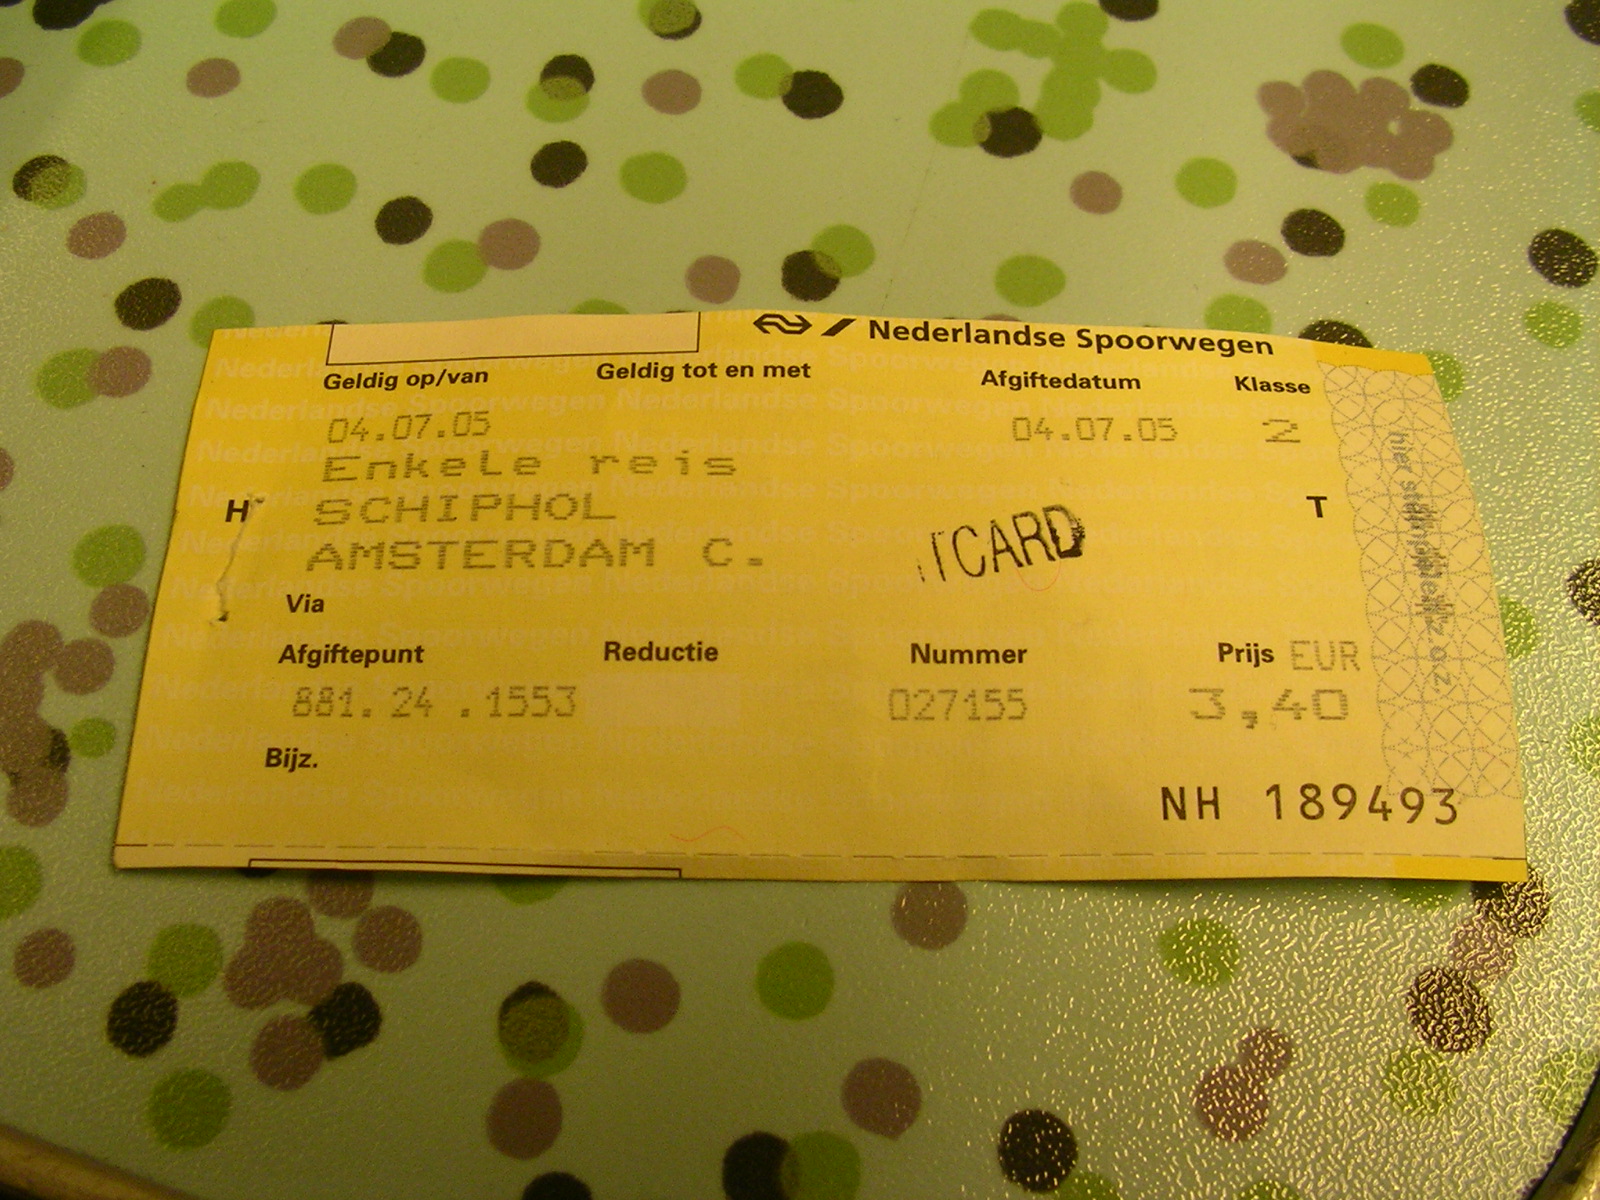 Nederlandse Spoorwegen
Geldig op/van Geldig tot en met Afgiftedatum Klasse
04.07.05 04.07.05 2
Enkele reis
H SCHIPHOL T
AMSTERDAM C.
TCARD
Via
Afgiftepunt Reductie Nummer Prijs EUR
881. 24 .1553 027155 3,40
Bijz.
NH 189493